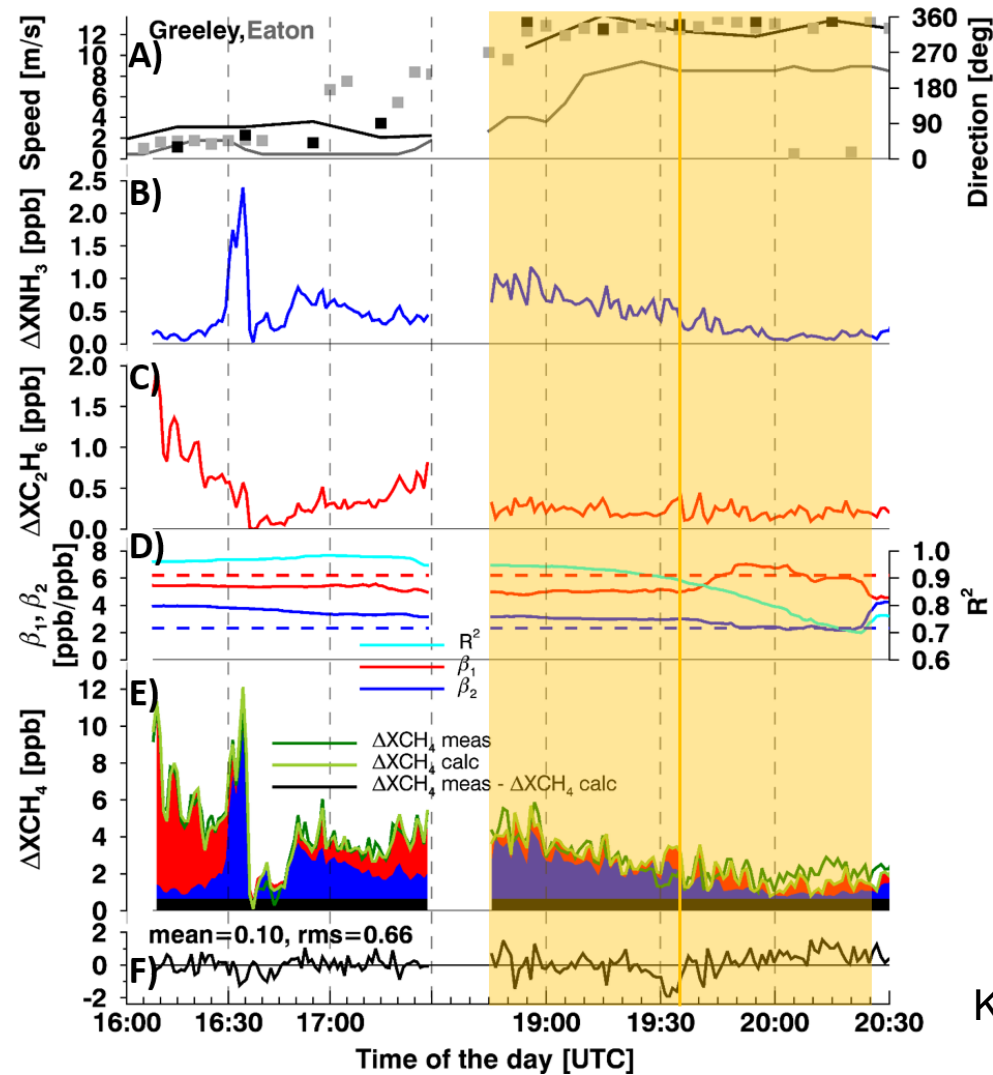 Greeley,Eaton
A)
Speed [m/s]
12
10
8
6
4
2
0
360
270
180
90
0
Direction [deg]
B)
ΔXNH₃ [ppb]
2.5
2.0
1.5
1.0
0.5
0.0
C)
ΔXC₂H₆ [ppb]
2.0
1.5
1.0
0.5
0.0
D)
β₁, β₂
[ppb/ppb]
8
6
4
2
0
1.0
0.9
0.8
0.7
0.6
R²
R²
β₁
β₂
E)
ΔXCH₄ [ppb]
12
10
8
6
4
2
0
ΔXCH₄ meas
ΔXCH₄ calc
ΔXCH₄ meas - ΔXCH₄ calc
mean=0.10, rms=0.66
F)
2
0
-2
K
16:00 16:30 17:00 19:00 19:30 20:00 20:30
Time of the day [UTC]